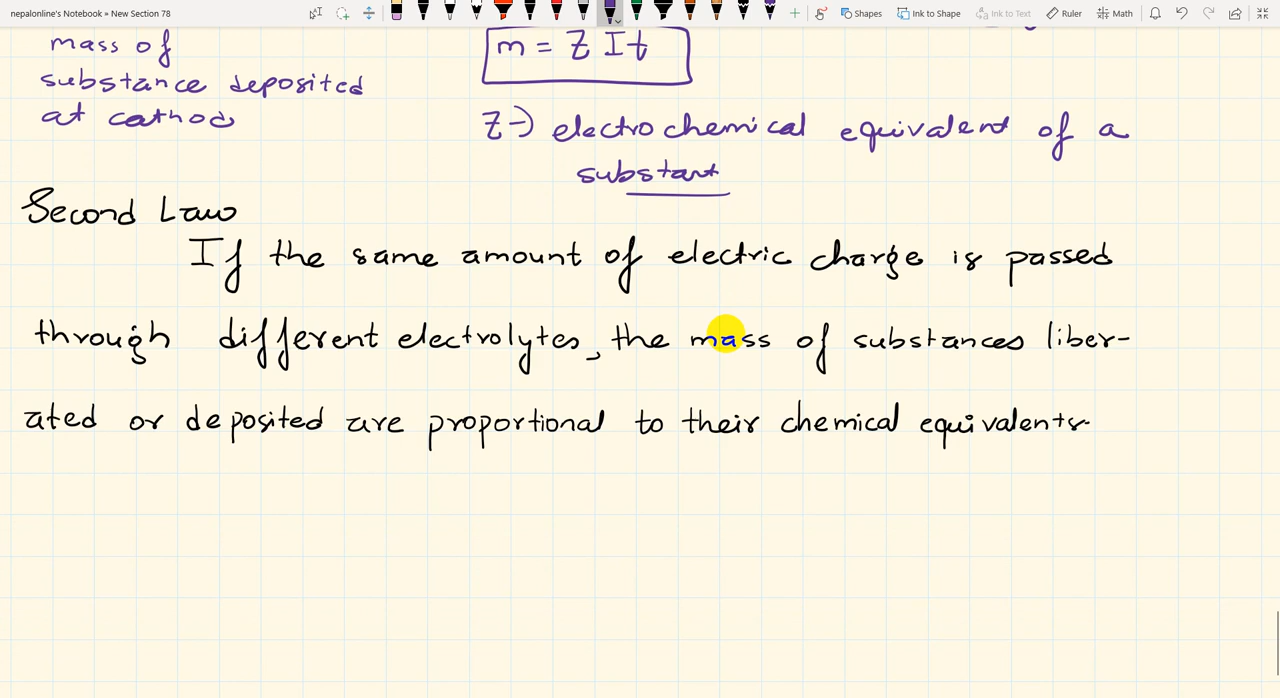 nepalonline's Notebook » New Section 78
Shapes
Ink to Shape
Ink to Text
Ruler
Math
mass of
substance deposited
at cathod
m = Z I t
Z → electrochemical equivalent of a
Second Law
If the same amount of electric charge is passed
through different electrolytes, the mass of substances liber-
ated or deposited are proportional to their chemical equivalents.